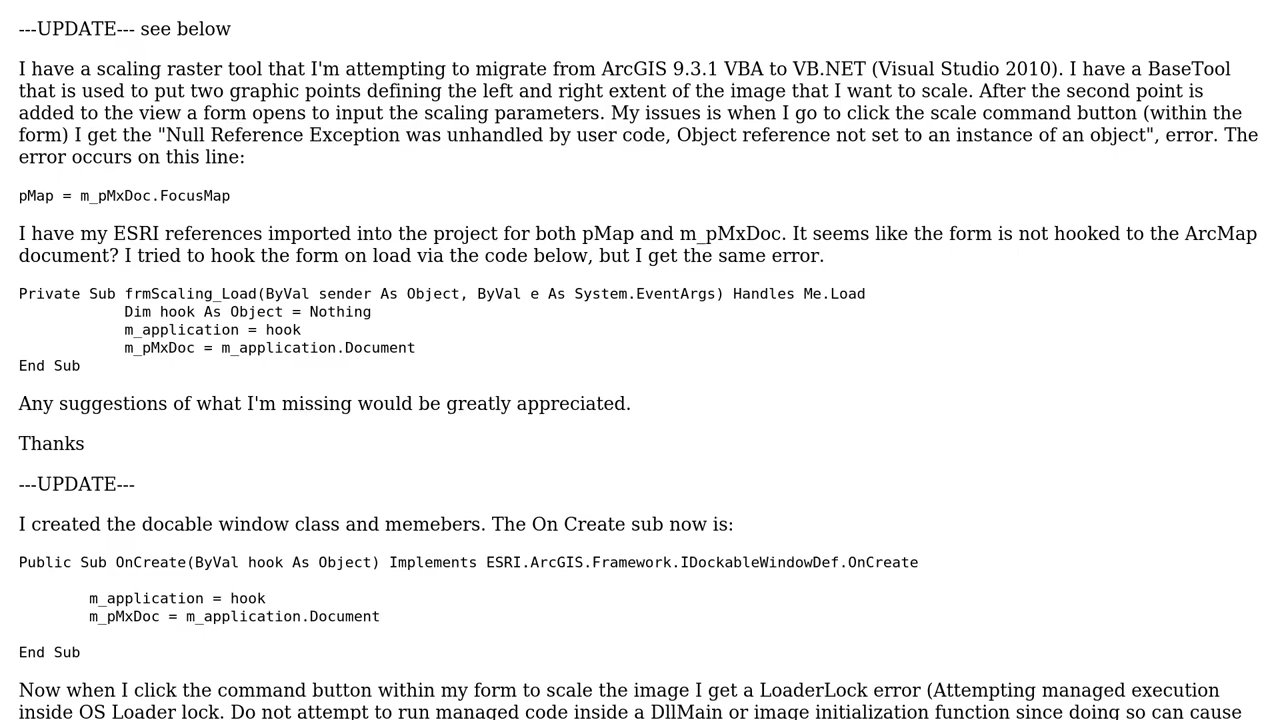 ---UPDATE--- see below
I have a scaling raster tool that I'm attempting to migrate from ArcGIS 9.3.1 VBA to VB.NET (Visual Studio 2010). I have a BaseTool
that is used to put two graphic points defining the left and right extent of the image that I want to scale. After the second point is
added to the view a form opens to input the scaling parameters. My issues is when I go to click the scale command button (within the
form) I get the "Null Reference Exception was unhandled by user code, Object reference not set to an instance of an object", error. The
error occurs on this line:
pMap = m_pMxDoc.FocusMap
I have my ESRI references imported into the project for both pMap and m_pMxDoc. It seems like the form is not hooked to the ArcMap
document? I tried to hook the form on load via the code below, but I get the same error.
Private Sub frmScaling_Load(ByVal sender As Object, ByVal e As System.EventArgs) Handles Me.Load
Dim hook As Object = Nothing
m_application = hook
m_pMxDoc = m_application.Document
End Sub
Any suggestions of what I'm missing would be greatly appreciated.
Thanks
---UPDATE---
I created the docable window class and memebers. The On Create sub now is:
Public Sub OnCreate(ByVal hook As Object) Implements ESRI.ArcGIS.Framework.IDockableWindowDef.OnCreate
m_application = hook
m_pMxDoc = m_application.Document
End Sub
Now when I click the command button within my form to scale the image I get a LoaderLock error (Attempting managed execution
inside OS Loader lock. Do not attempt to run managed code inside a DllMain or image initialization function since doing so can cause